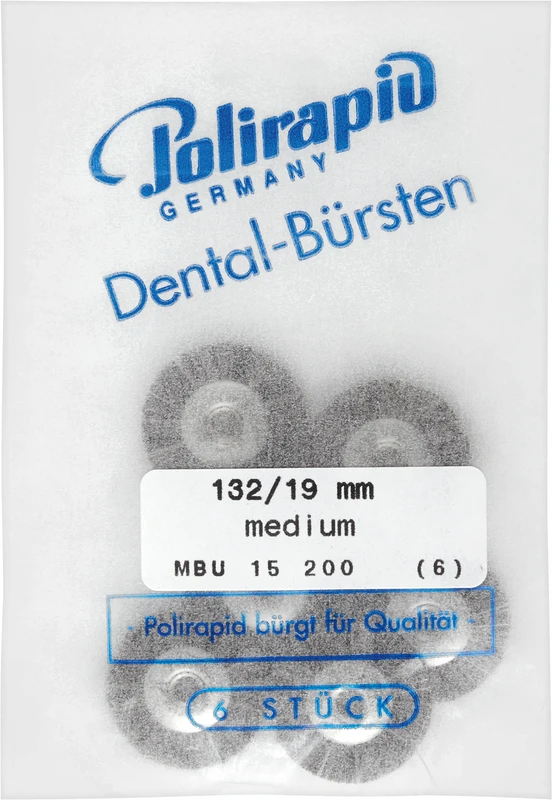 Polirapid
GERMANY
Dental-Bürsten
132/19 mm
medium
MBU 15 200 (6)
- Polirapid bürgt für Qualität -
6 STÜCK